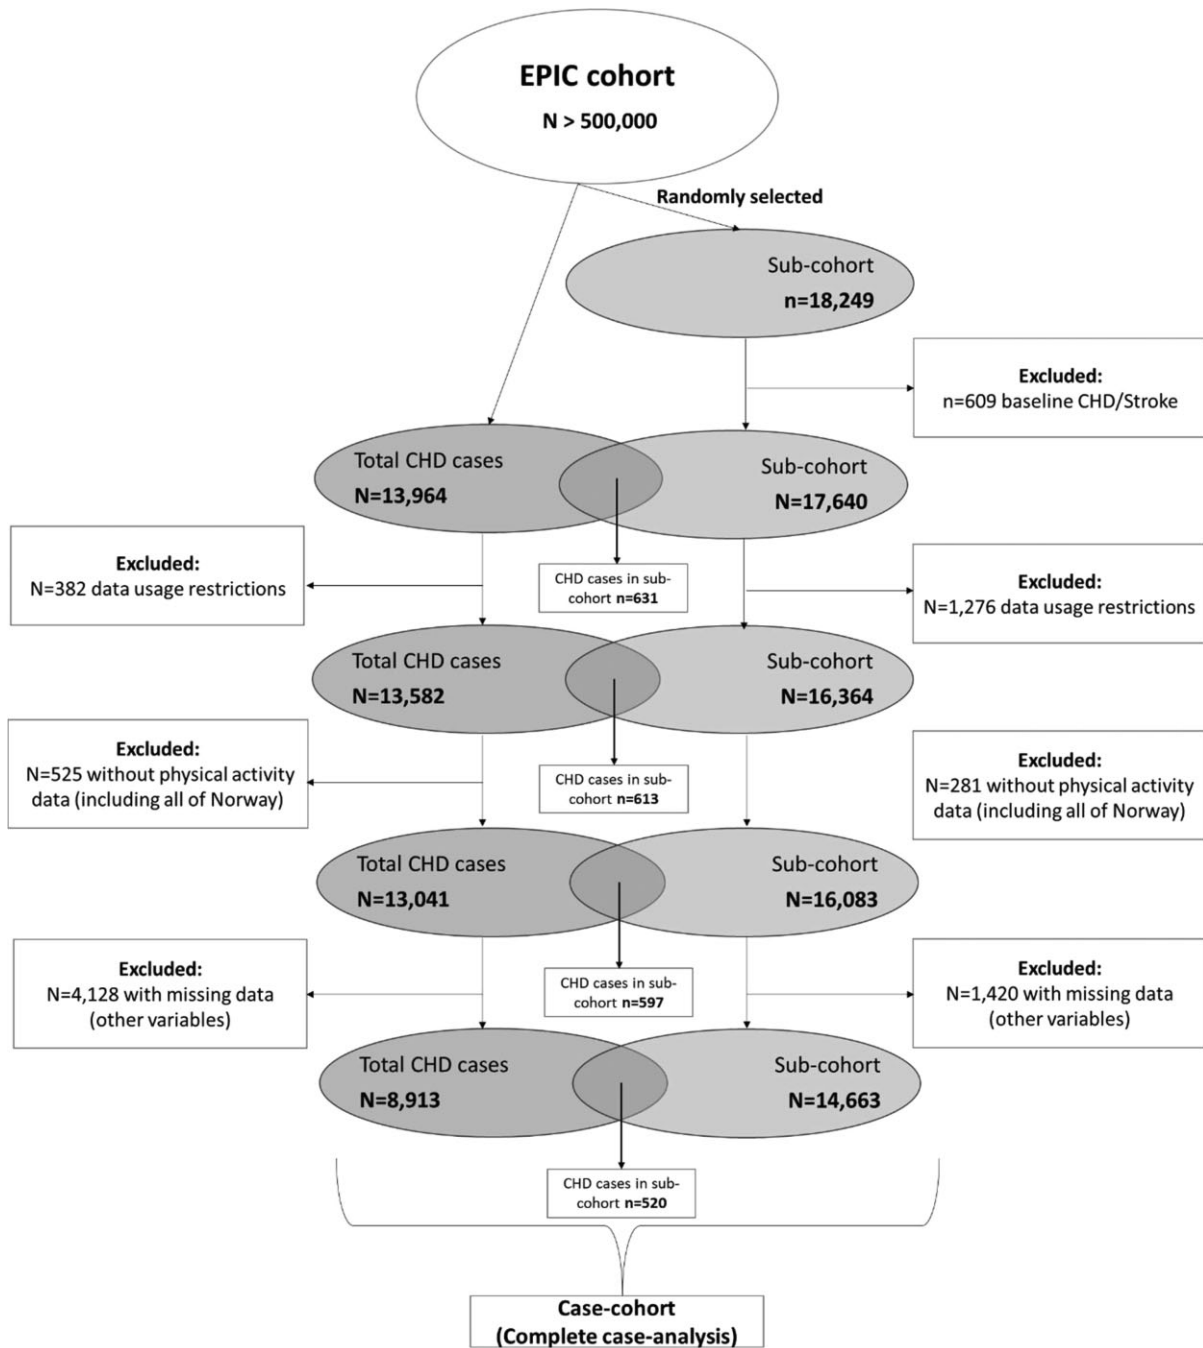 EPIC cohort
N > 500,000
Randomly selected
Sub-cohort
n=18,249
Excluded:
n=609 baseline CHD/Stroke
Total CHD cases
N=13,964
Sub-cohort
N=17,640
Excluded:
N=382 data usage restrictions
CHD cases in sub-
cohort n=631
Excluded:
N=1,276 data usage restrictions
Total CHD cases
N=13,582
Sub-cohort
N=16,364
Excluded:
N=525 without physical activity
data (including all of Norway)
CHD cases in sub-
cohort n=613
Excluded:
N=281 without physical activity
data (including all of Norway)
Total CHD cases
N=13,041
Sub-cohort
N=16,083
Excluded:
N=4,128 with missing data
(other variables)
CHD cases in sub-
cohort n=597
Excluded:
N=1,420 with missing data
(other variables)
Total CHD cases
N=8,913
Sub-cohort
N=14,663
CHD cases in sub-
cohort n=520
Case-cohort
(Complete case-analysis)